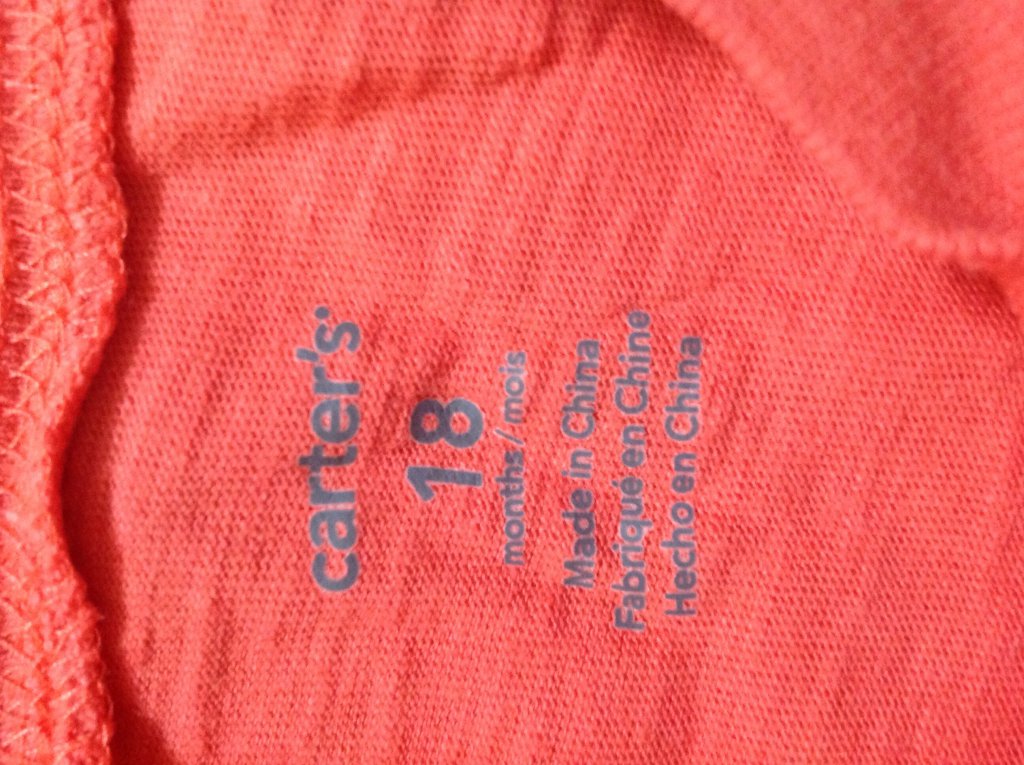 carter's
18
months / mois
Made in China
Fabriqué en Chine
Hecho en China